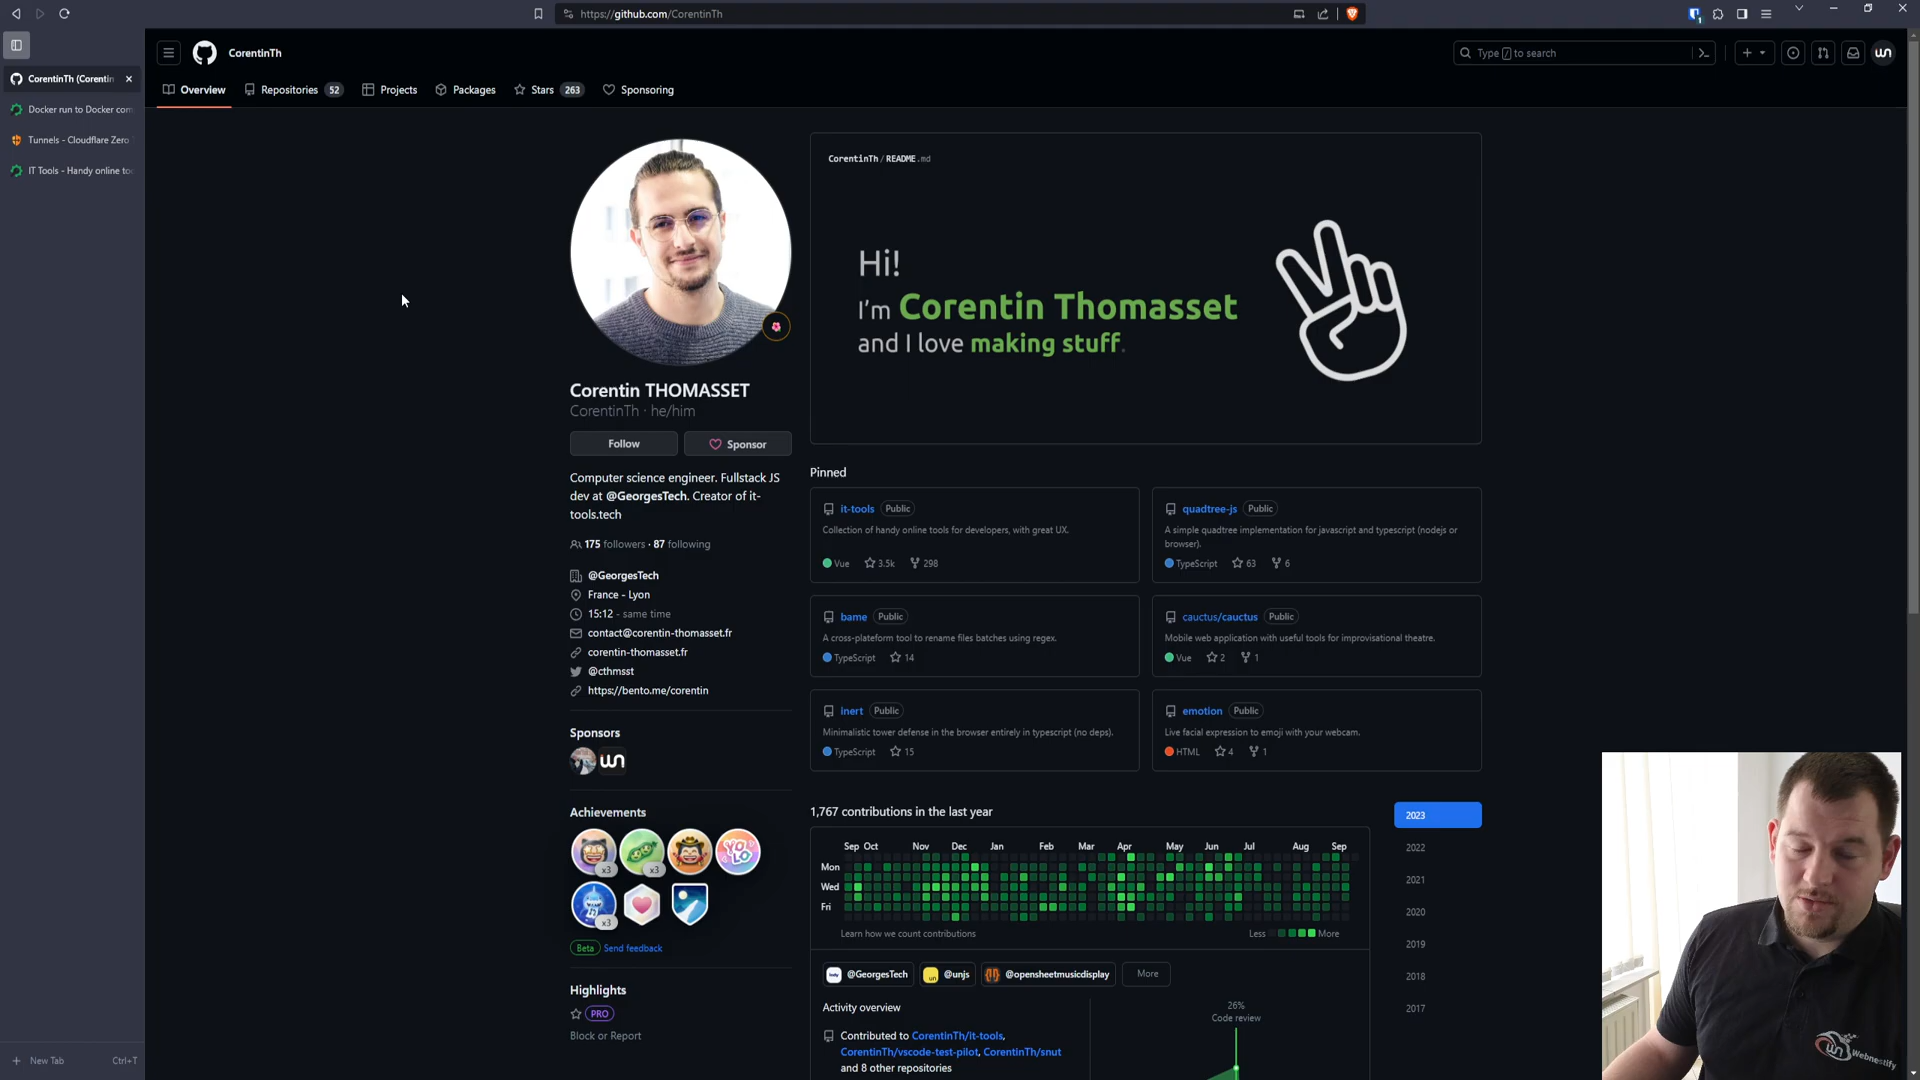 https://github.com/CorentinTh
CorentinTh
Type / to search
CorentinTh (Corentin
Docker run to Docker com
Tunnels - Cloudflare Zero
IT Tools - Handy online too
Overview
Repositories 52
Projects
Packages
Stars 263
Sponsoring
CorentinTh / README.md
Hi!
I'm Corentin Thomasset
and I love making stuff.
Corentin THOMASSET
CorentinTh · he/him
Follow
Sponsor
Computer science engineer. Fullstack JS
dev at @GeorgesTech. Creator of it-
tools.tech
175 followers · 87 following
@GeorgesTech
France - Lyon
15:12 - same time
contact@corentin-thomasset.fr
corentin-thomasset.fr
@cthmsst
https://bento.me/corentin
Sponsors
un
Achievements
x3
x3
YOLO
x3
Beta Send feedback
Highlights
PRO
Block or Report
Pinned
it-tools Public
Collection of handy online tools for developers, with great UX.
Vue 3.5k 298
quadtree-js Public
A simple quadtree implementation for javascript and typescript (nodejs or
browser).
TypeScript 63 6
bame Public
A cross-plateform tool to rename files batches using regex.
TypeScript 14
cauctus/cauctus Public
Mobile web application with useful tools for improvisational theatre.
Vue 2 1
inert Public
Minimalistic tower defense in the browser entirely in typescript (no deps).
TypeScript 15
emotion Public
Live facial expression to emoji with your webcam.
HTML 4 1
1,767 contributions in the last year
Sep Oct Nov Dec Jan Feb Mar Apr May Jun Jul Aug Sep
Mon
Wed
Fri
Learn how we count contributions
Less More
2023
2022
2021
2020
2019
2018
2017
@GeorgesTech
@unjs
@opensheetmusicdisplay
More
Activity overview
Contributed to CorentinTh/it-tools,
CorentinTh/vscode-test-pilot, CorentinTh/snut
and 8 other repositories
26%
Code review
New Tab Ctrl+T
un Webnestify